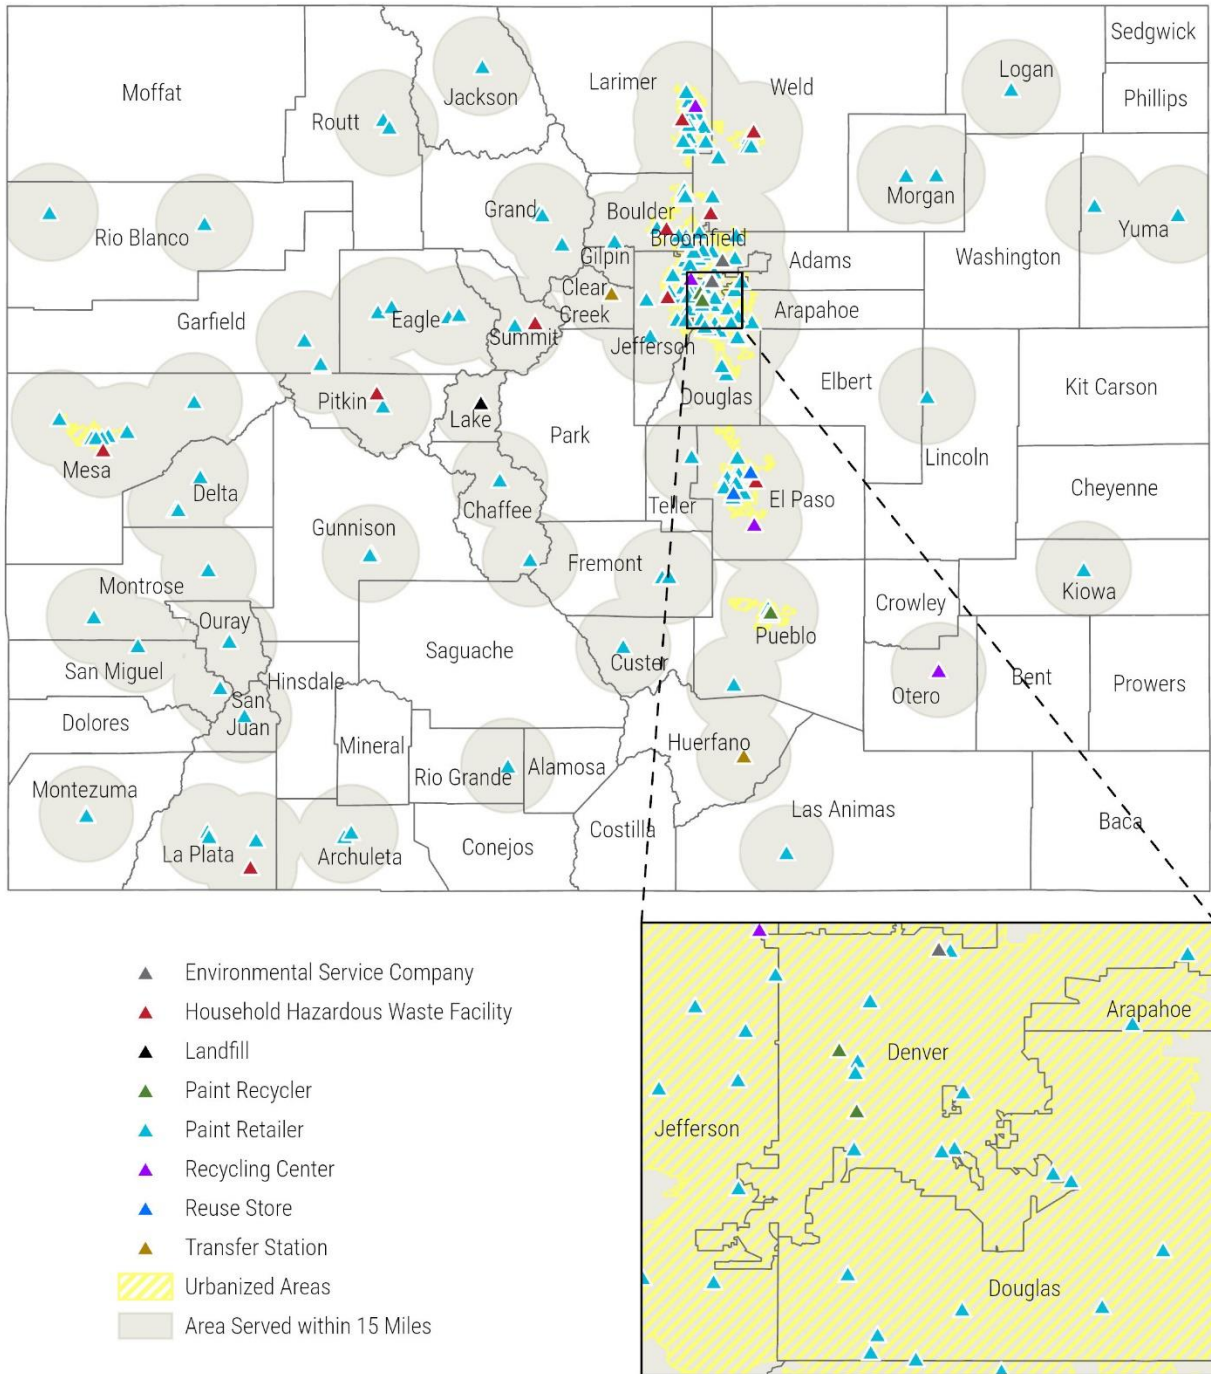 Sedgwick
Logan
Larimer
Weld
Moffat
Jackson
Phillips
Routt
Morgan
Grand
Boulder
Yuma
Rio Blanco
Broomfield
Gilpin
Adams
Washington
Clear
Creek
Arapahoe
Garfield
Eagle
Summit
Jefferson
Elbert
Kit Carson
Pitkin
Douglas
Lake
Park
Lincoln
Mesa
Delta
Chaffee
Teller
El Paso
Cheyenne
Gunnison
Fremont
Montrose
Kiowa
Crowley
Ouray
Pueblo
Saguache
Custer
San Miguel
Hinsdale
Bent
Prowers
Otero
San
Juan
Dolores
Mineral
Huerfano
Rio Grande
Alamosa
Montezuma
Las Animas
Costilla
Baca
La Plata
Archuleta
Conejos
Environmental Service Company
Household Hazardous Waste Facility
Landfill
Paint Recycler
Paint Retailer
Recycling Center
Reuse Store
Transfer Station
Urbanized Areas
Area Served within 15 Miles
Arapahoe
Denver
Jefferson
Douglas